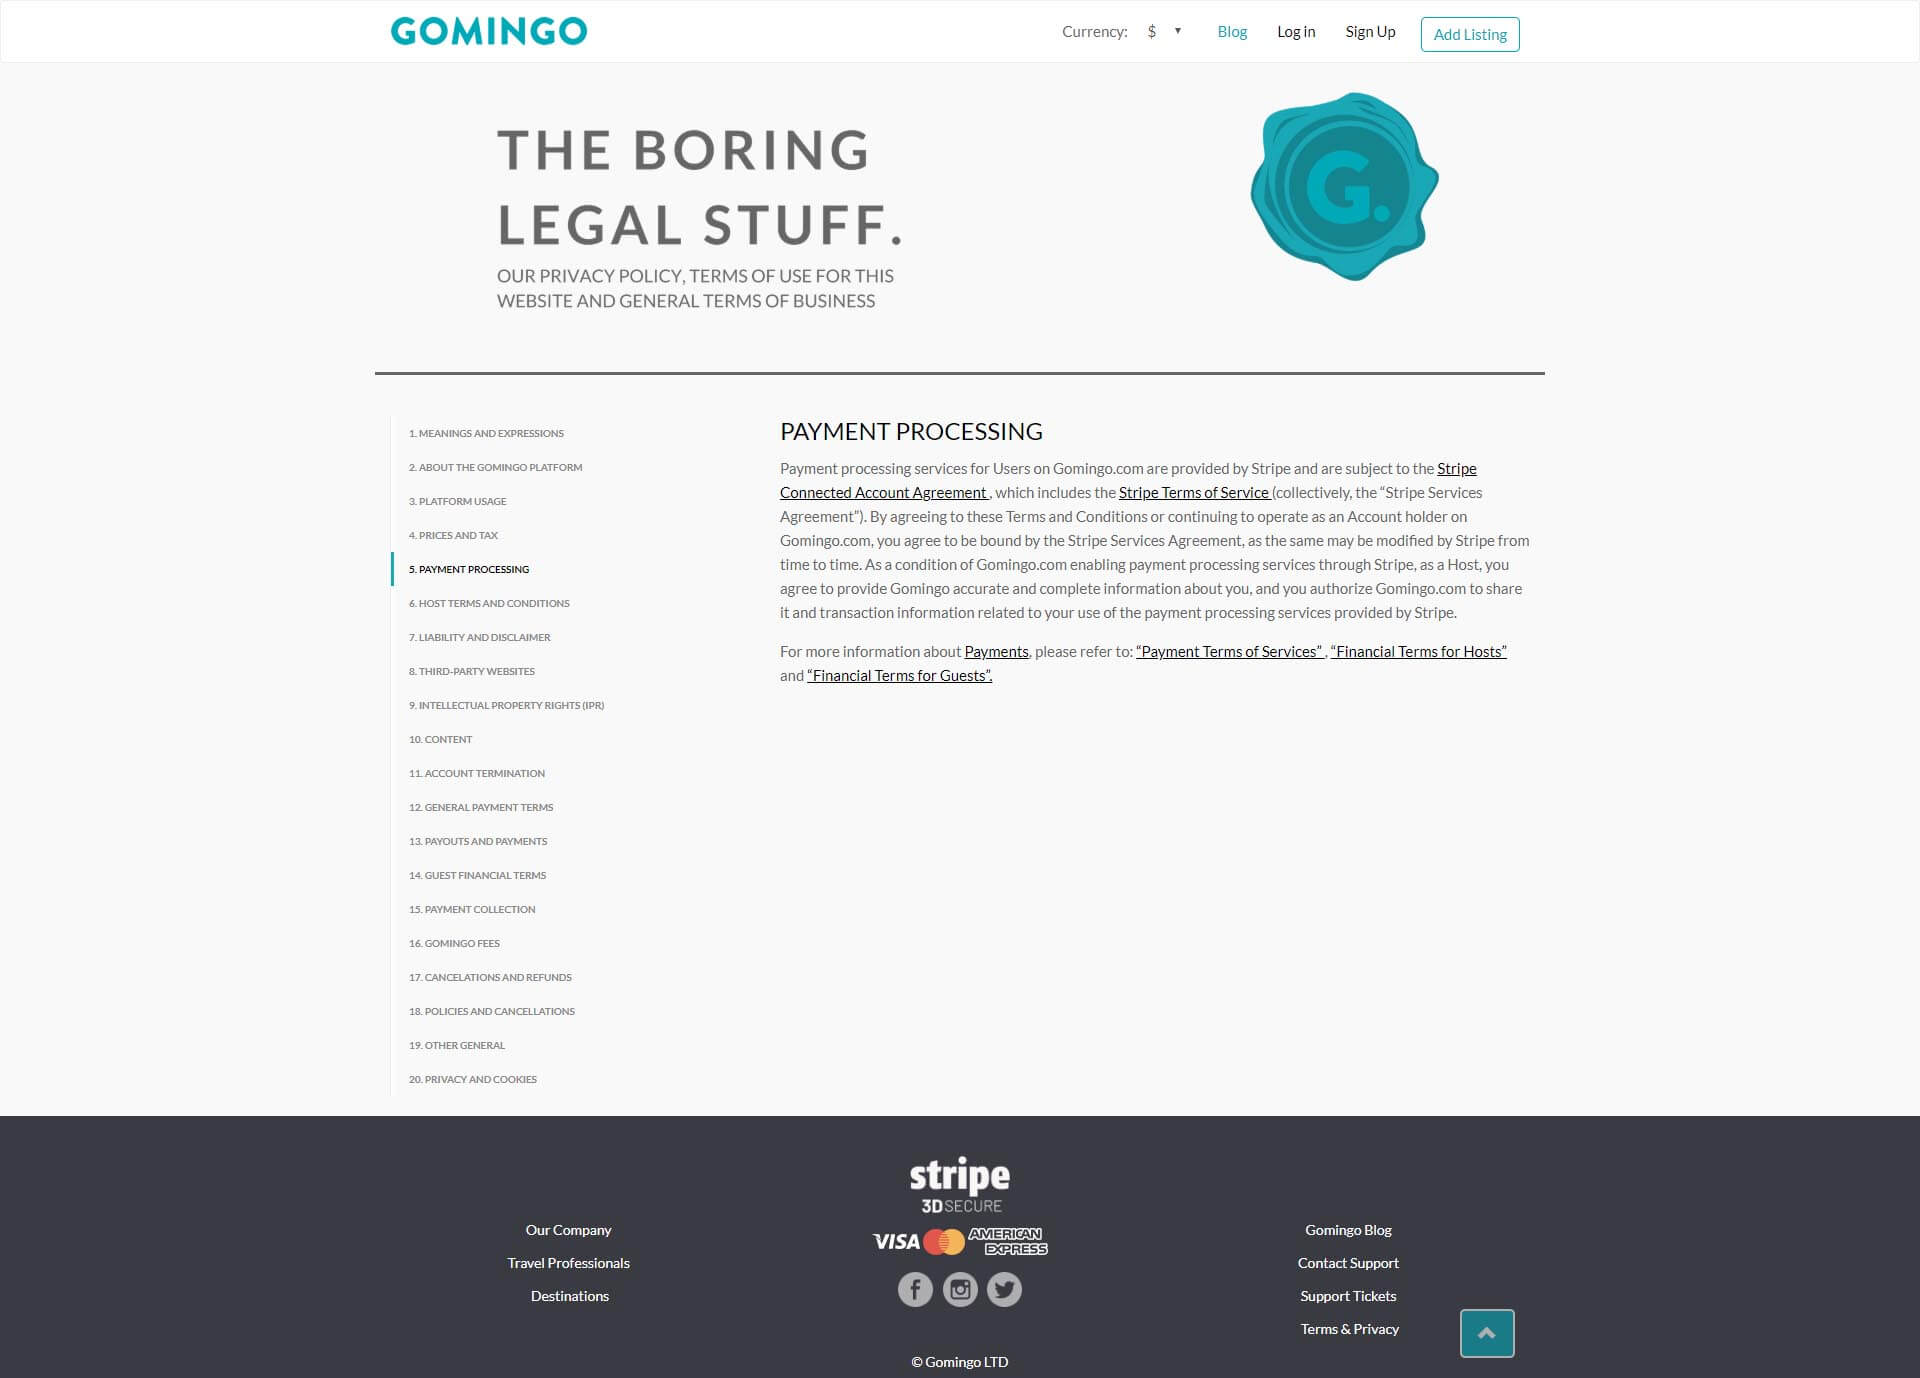 GOMINGO
Currency: $ Blog Log in Sign Up Add Listing
THE BORING
LEGAL STUFF.
OUR PRIVACY POLICY, TERMS OF USE FOR THIS
WEBSITE AND GENERAL TERMS OF BUSINESS
G.
1. MEANINGS AND EXPRESSIONS
2. ABOUT THE GOMINGO PLATFORM
3. PLATFORM USAGE
4. PRICES AND TAX
5. PAYMENT PROCESSING
6. HOST TERMS AND CONDITIONS
7. LIABILITY AND DISCLAIMER
8. THIRD-PARTY WEBSITES
9. INTELLECTUAL PROPERTY RIGHTS (IPR)
10. CONTENT
11. ACCOUNT TERMINATION
12. GENERAL PAYMENT TERMS
13. PAYOUTS AND PAYMENTS
14. GUEST FINANCIAL TERMS
15. PAYMENT COLLECTION
16. GOMINGO FEES
17. CANCELATIONS AND REFUNDS
18. POLICIES AND CANCELLATIONS
19. OTHER GENERAL
20. PRIVACY AND COOKIES
PAYMENT PROCESSING
Payment processing services for Users on Gomingo.com are provided by Stripe and are subject to the Stripe
Connected Account Agreement , which includes the Stripe Terms of Service (collectively, the “Stripe Services
Agreement”). By agreeing to these Terms and Conditions or continuing to operate as an Account holder on
Gomingo.com, you agree to be bound by the Stripe Services Agreement, as the same may be modified by Stripe from
time to time. As a condition of Gomingo.com enabling payment processing services through Stripe, as a Host, you
agree to provide Gomingo accurate and complete information about you, and you authorize Gomingo.com to share
it and transaction information related to your use of the payment processing services provided by Stripe.
For more information about Payments, please refer to: “Payment Terms of Services” , “Financial Terms for Hosts”
and “Financial Terms for Guests”.
Our Company
Travel Professionals
Destinations
stripe
3D SECURE
VISA AMERICAN
EXPRESS
© Gomingo LTD
Gomingo Blog
Contact Support
Support Tickets
Terms & Privacy